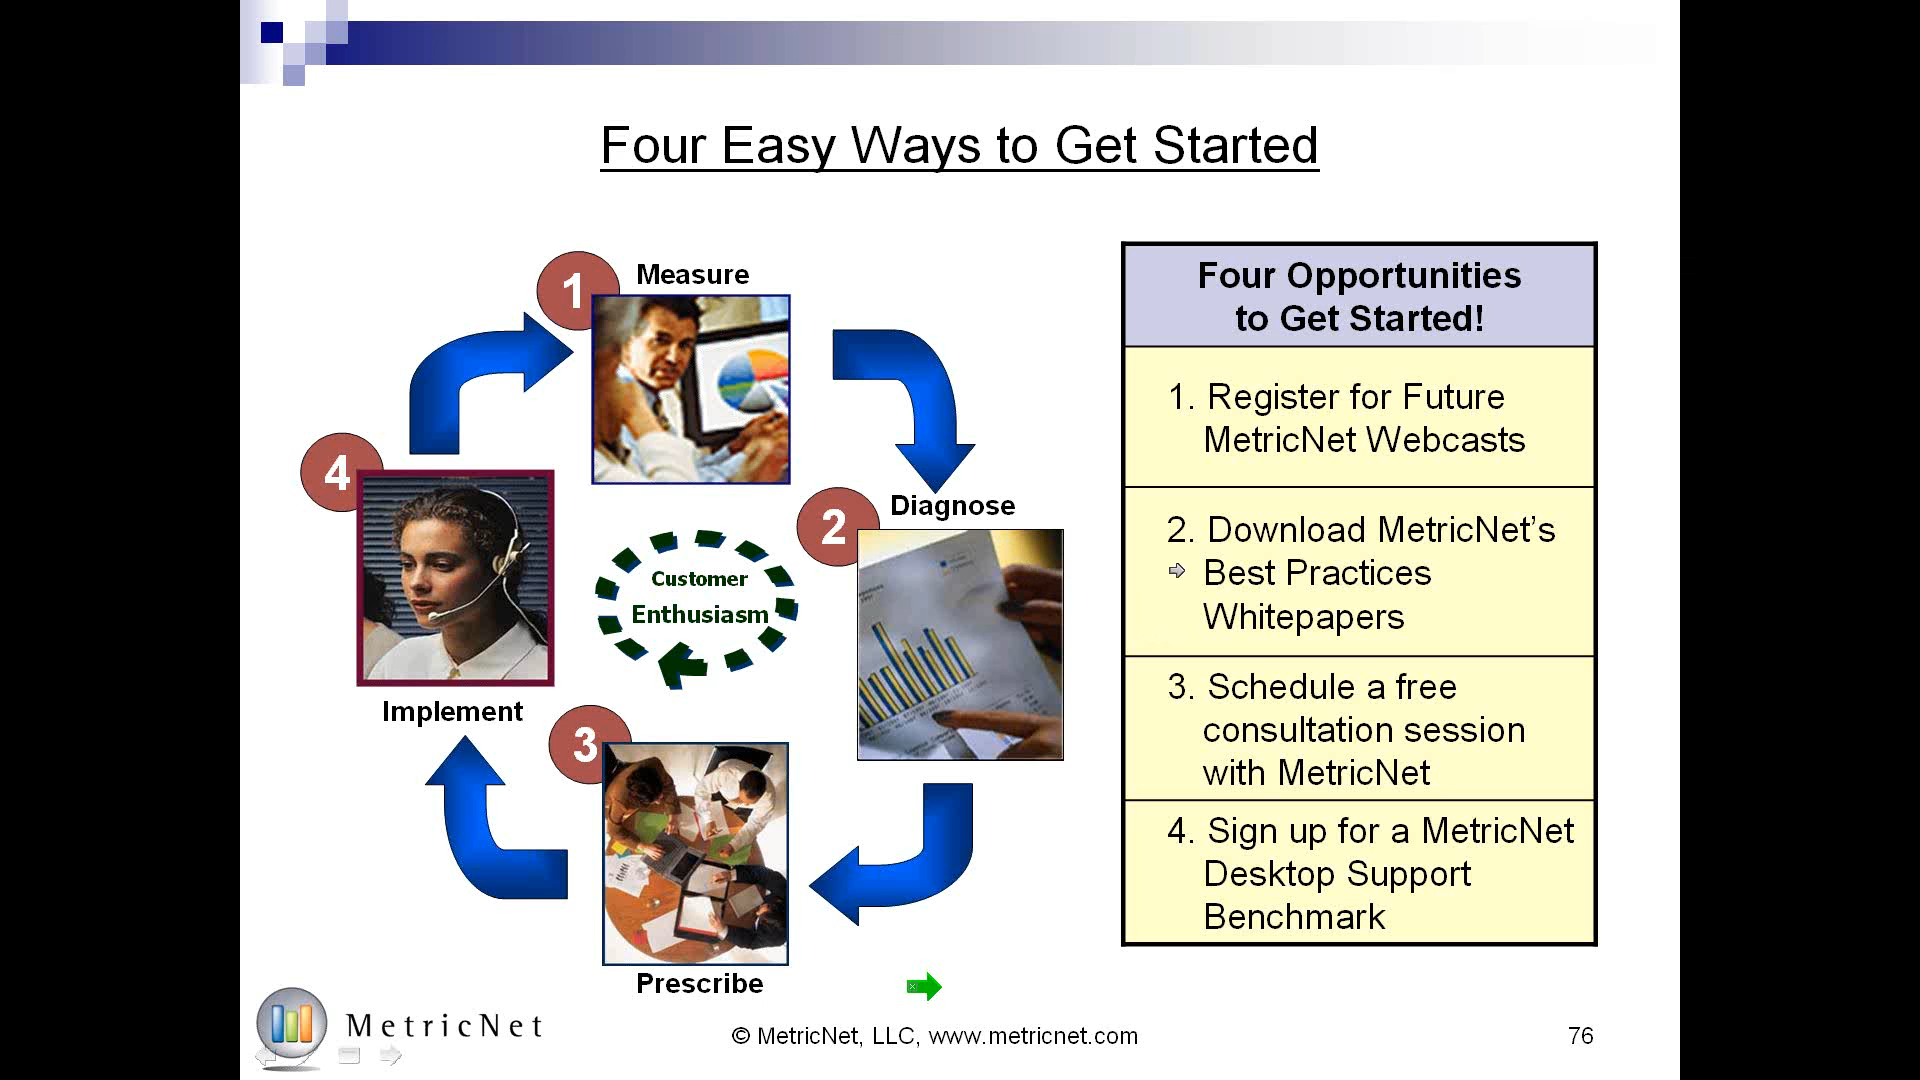 Four Easy Ways to Get Started
1
Measure
2
Diagnose
3
Prescribe
4
Implement
Customer
Enthusiasm
Four Opportunities
to Get Started!
1. Register for Future
MetricNet Webcasts
2. Download MetricNet’s
Best Practices
Whitepapers
3. Schedule a free
consultation session
with MetricNet
4. Sign up for a MetricNet
Desktop Support
Benchmark
MetricNet
© MetricNet, LLC, www.metricnet.com
76